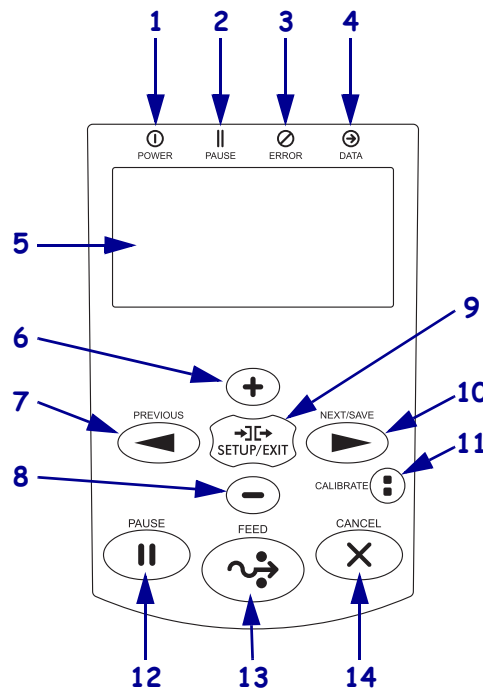 1 2 3 4
POWER PAUSE ERROR DATA
5
6
9
7 PREVIOUS NEXT/SAVE 10
SETUP/EXIT
8 CALIBRATE 11
PAUSE FEED CANCEL
12 13 14